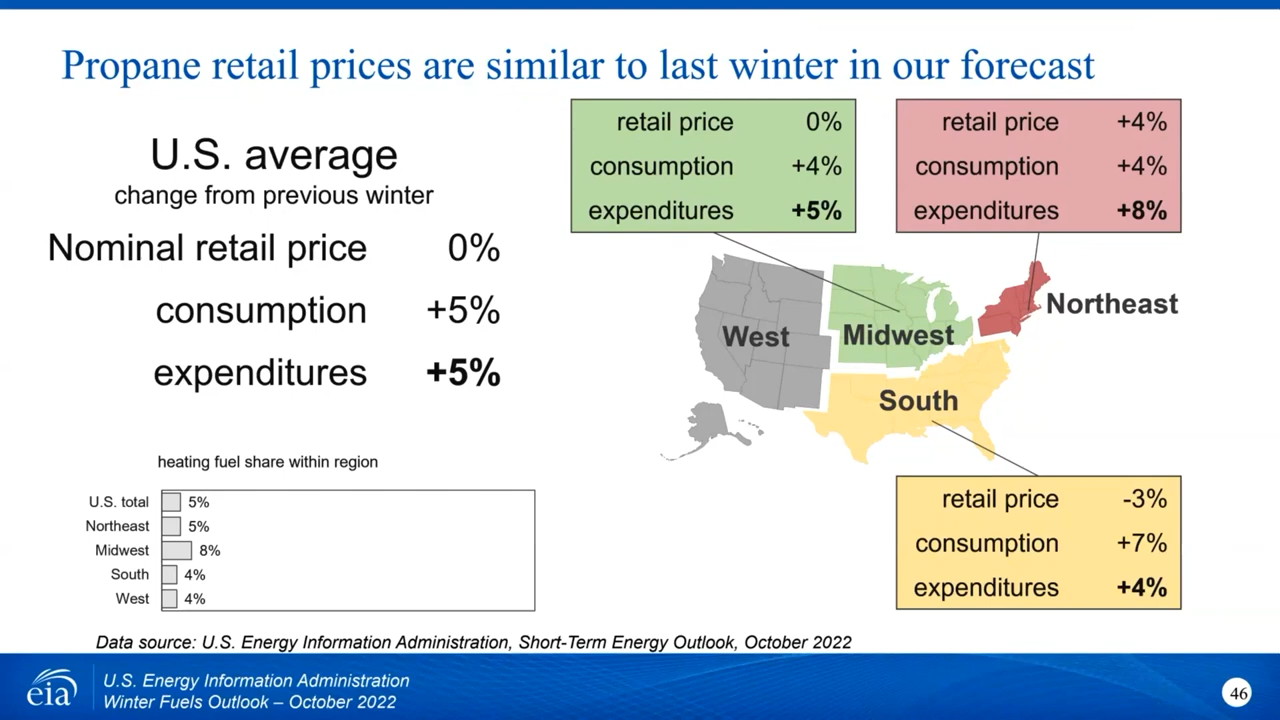 Propane retail prices are similar to last winter in our forecast
U.S. average
change from previous winter
Nominal retail price 0%
consumption +5%
expenditures +5%
retail price 0%
consumption +4%
expenditures +5%
retail price +4%
consumption +4%
expenditures +8%
West
Midwest
Northeast
South
retail price -3%
consumption +7%
expenditures +4%
heating fuel share within region
U.S. total 5%
Northeast 5%
Midwest 8%
South 4%
West 4%
Data source: U.S. Energy Information Administration, Short-Term Energy Outlook, October 2022
eia
U.S. Energy Information Administration
Winter Fuels Outlook – October 2022
46